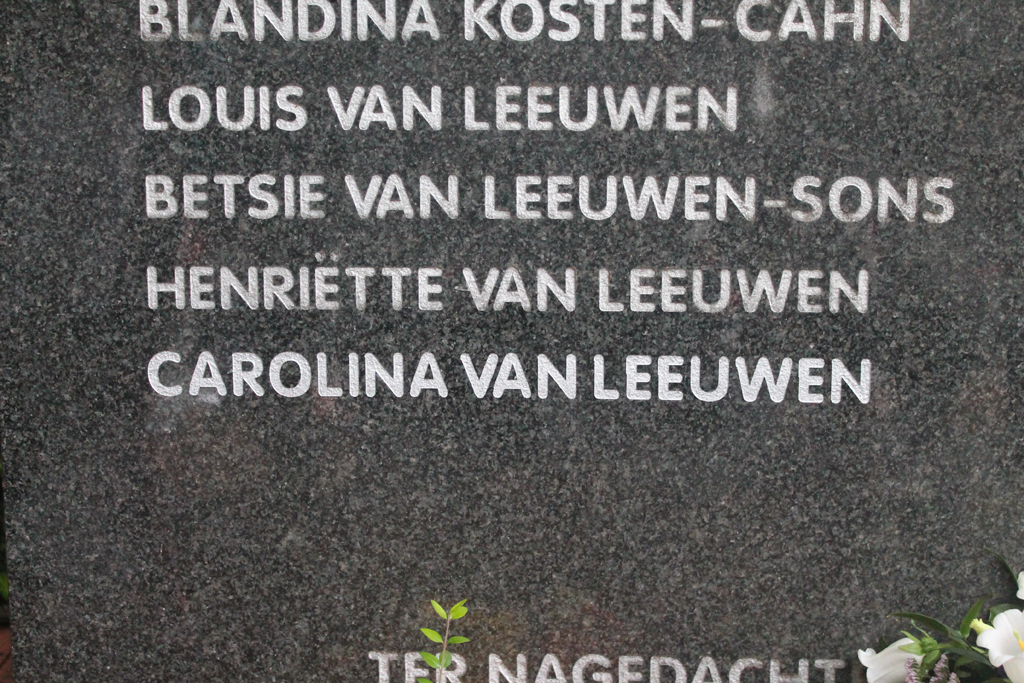 BLANDINA KOSTEN-CAHN
LOUIS VAN LEEUWEN
BETSIE VAN LEEUWEN-SONS
HENRIËTTE VAN LEEUWEN
CAROLINA VAN LEEUWEN
TER NAGEDACHT